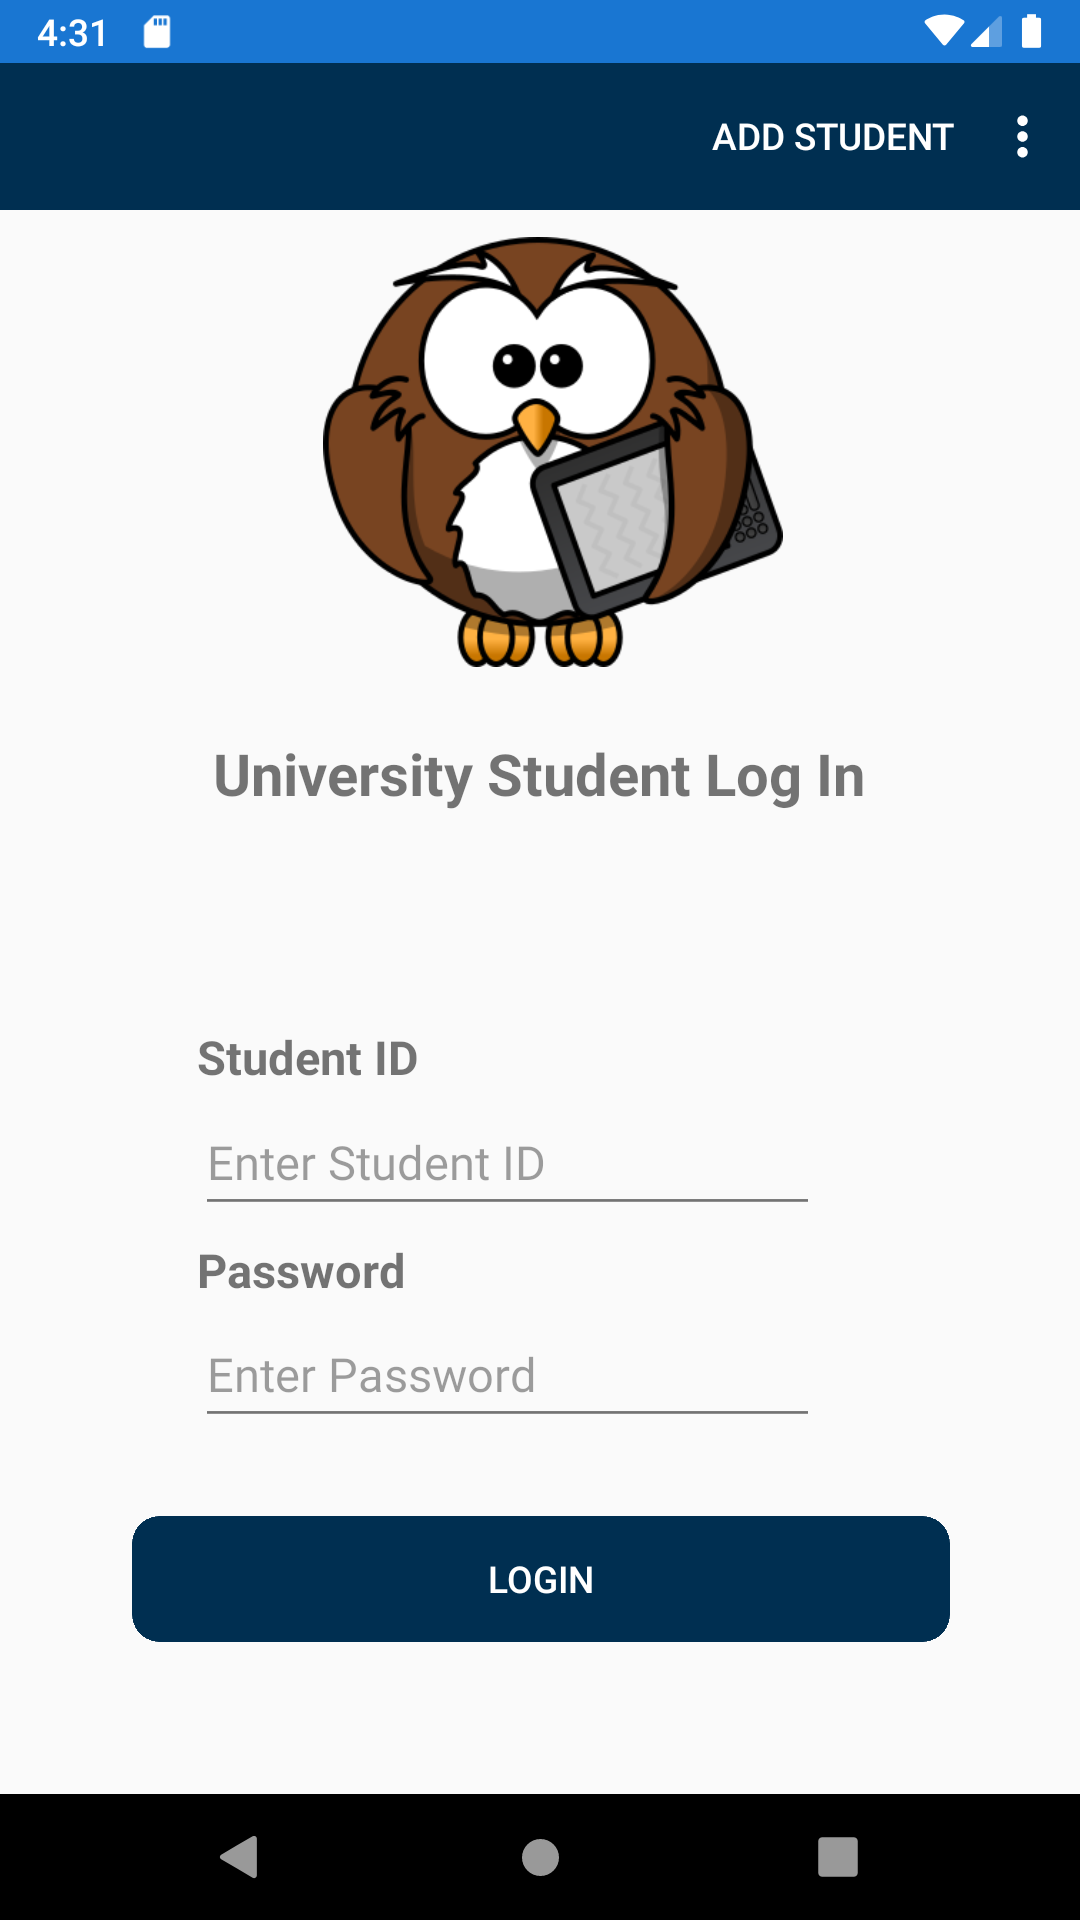 4:31
ADD STUDENT
University Student Log In
Student ID
Enter Student ID
Password
Enter Password
LOGIN